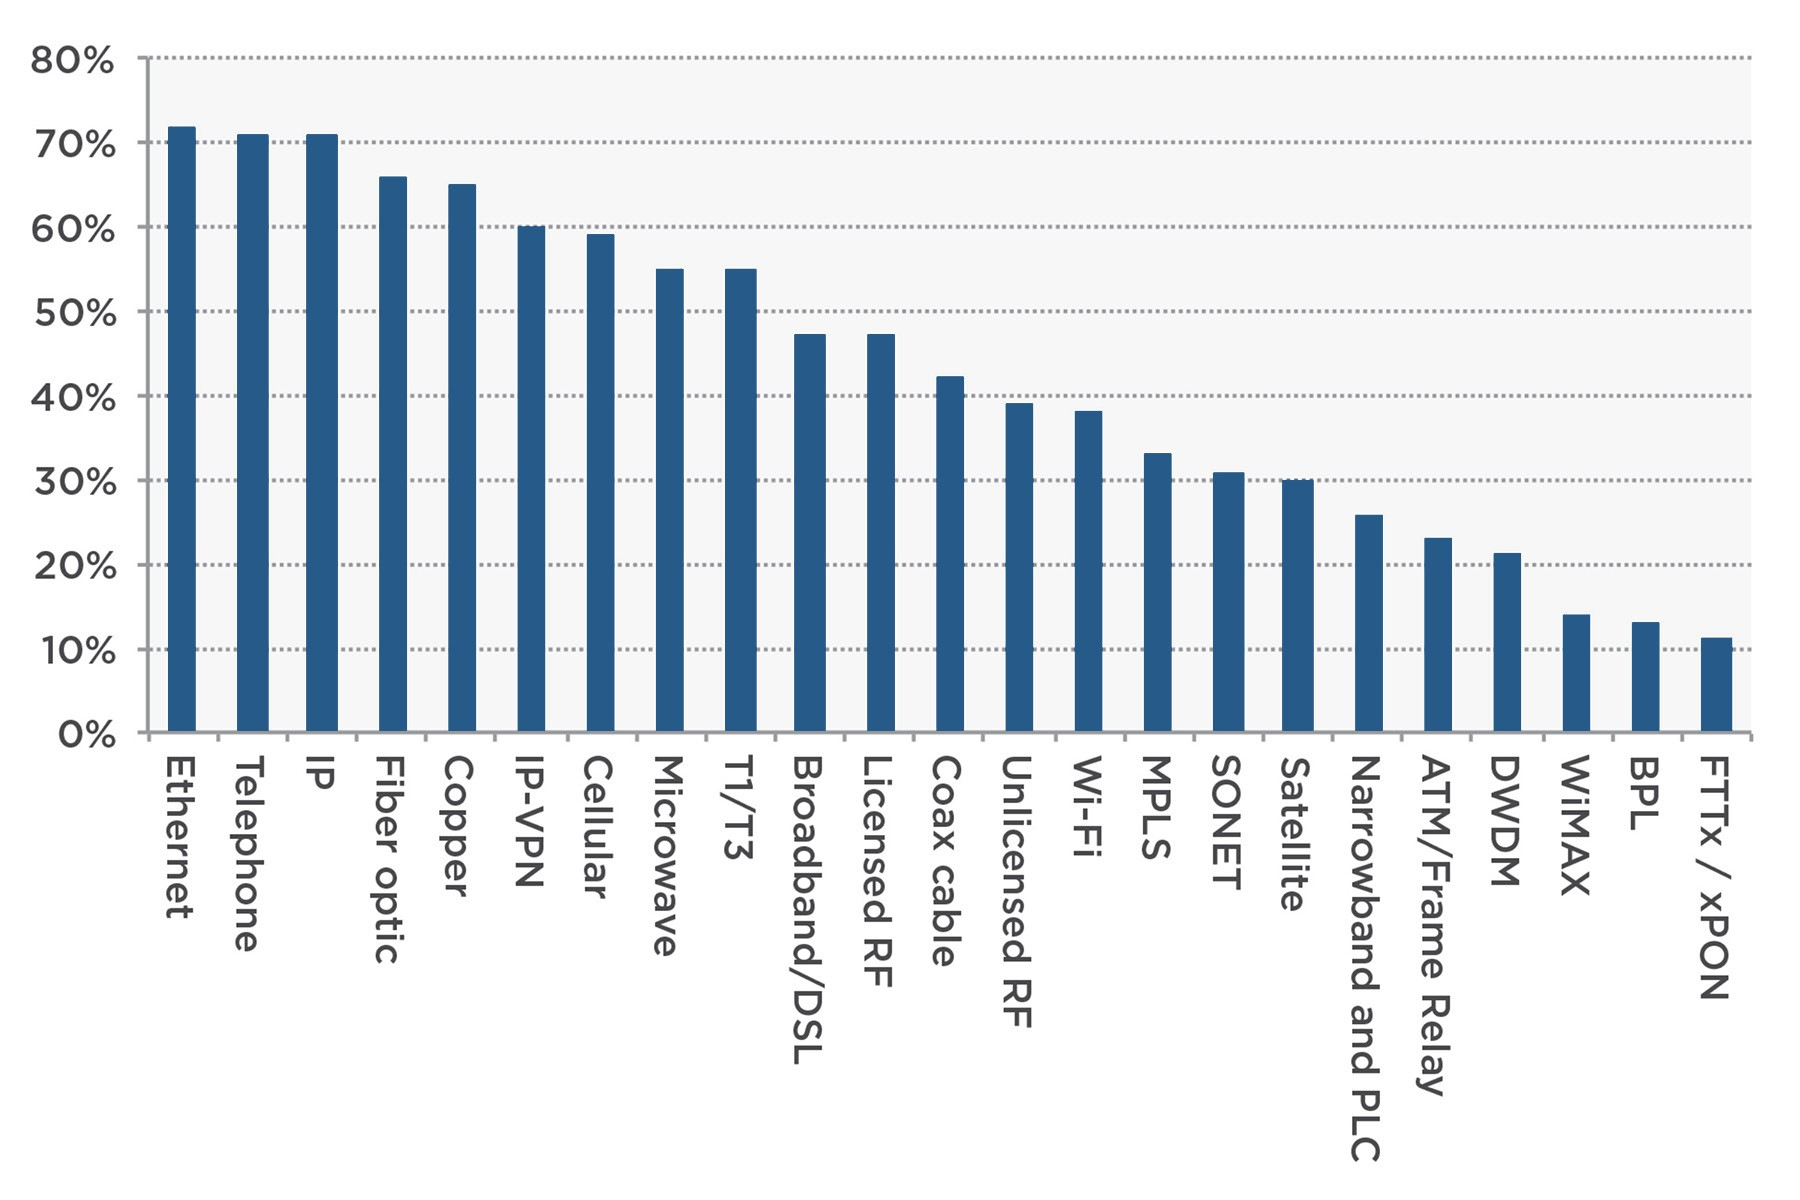 80%
70%
60%
50%
40%
30%
20%
10%
0%
Ethernet
Telephone
IP
Fiber optic
Copper
IP-VPN
Cellular
Microwave
T1/T3
Broadband/DSL
Licensed RF
Coax cable
Unlicensed RF
Wi-Fi
MPLS
SONET
Satellite
Narrowband and PLC
ATM/Frame Relay
DWDM
WiMAX
BPL
FTTx / xPON